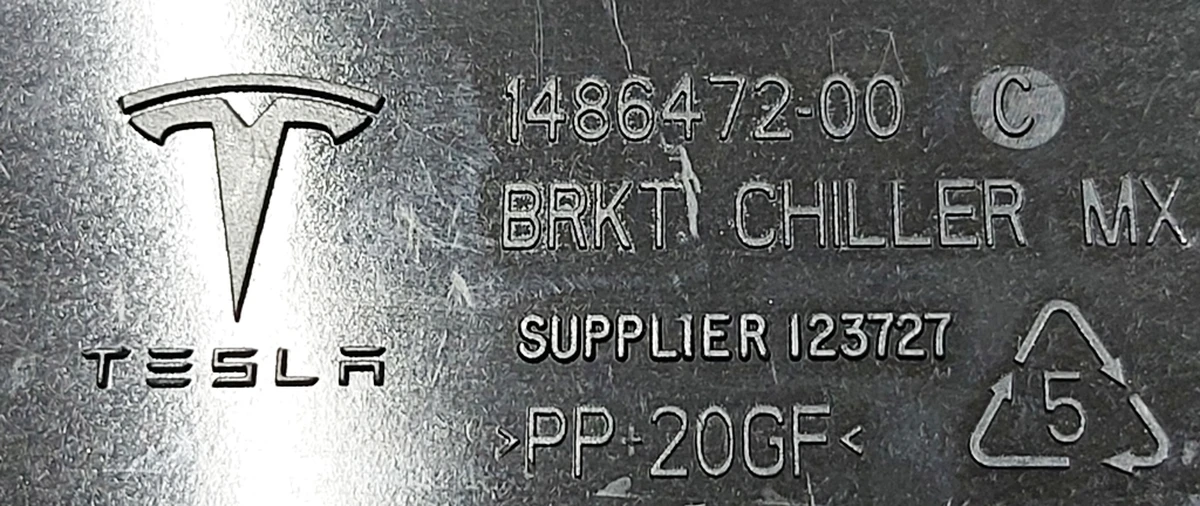 TESLA
1486472-00 C
BRKT CHILLER MX
SUPPLIER 123727
>PP+20GF<
5